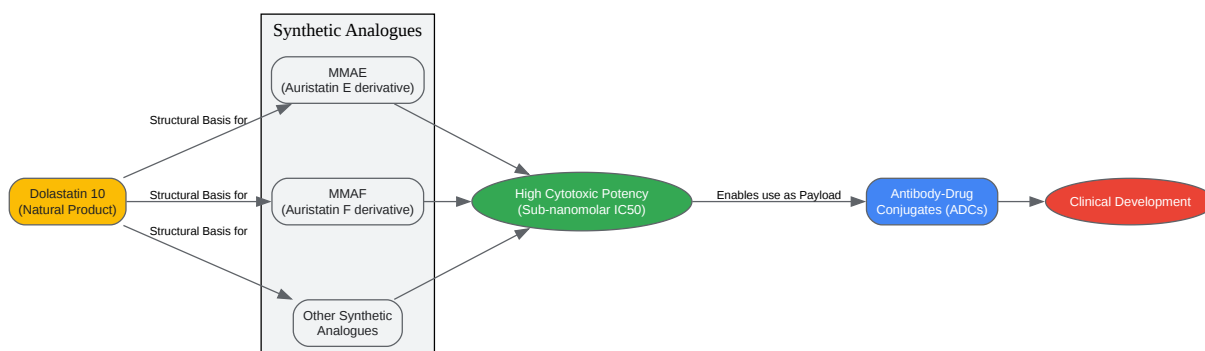 Synthetic Analogues
MMAE
(Auristatin E derivative)
Structural Basis for
Dolastatin 10
(Natural Product)
Structural Basis for
MMAF
(Auristatin F derivative)
High Cytotoxic Potency
(Sub-nanomolar IC50)
Enables use as Payload
Antibody-Drug
Conjugates (ADCs)
Clinical Development
Structural Basis for
Other Synthetic
Analogues